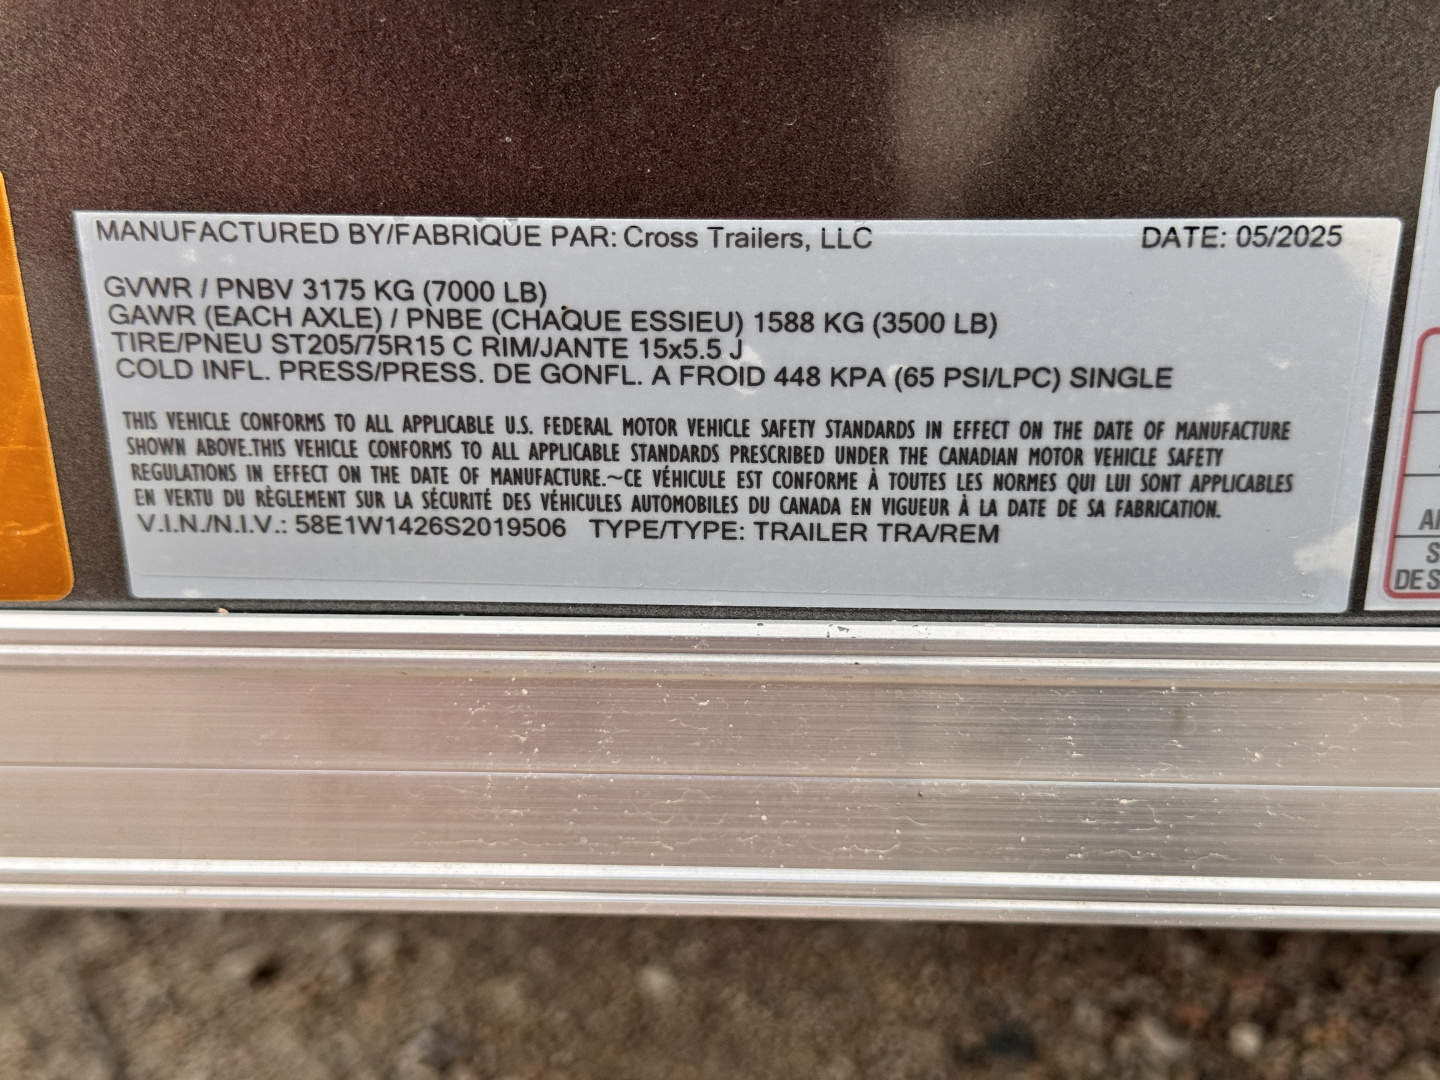 MANUFACTURED BY/FABRIQUE PAR: Cross Trailers, LLC DATE: 05/2025
GVWR / PNBV 3175 KG (7000 LB)
GAWR (EACH AXLE) / PNBE (CHAQUE ESSIEU) 1588 KG (3500 LB)
TIRE/PNEU ST205/75R15 C RIM/JANTE 15x5.5 J
COLD INFL. PRESS/PRESS. DE GONFL. A FROID 448 KPA (65 PSI/LPC) SINGLE
THIS VEHICLE CONFORMS TO ALL APPLICABLE U.S. FEDERAL MOTOR VEHICLE SAFETY STANDARDS IN EFFECT ON THE DATE OF MANUFACTURE
SHOWN ABOVE.THIS VEHICLE CONFORMS TO ALL APPLICABLE STANDARDS PRESCRIBED UNDER THE CANADIAN MOTOR VEHICLE SAFETY
REGULATIONS IN EFFECT ON THE DATE OF MANUFACTURE.~CE VÉHICULE EST CONFORME À TOUTES LES NORMES QUI LUI SONT APPLICABLES
EN VERTU DU RÈGLEMENT SUR LA SÉCURITÉ DES VÉHICULES AUTOMOBILES DU CANADA EN VIGUEUR À LA DATE DE SA FABRICATION.
V.I.N./N.I.V.: 58E1W1426S2019506 TYPE/TYPE: TRAILER TRA/REM